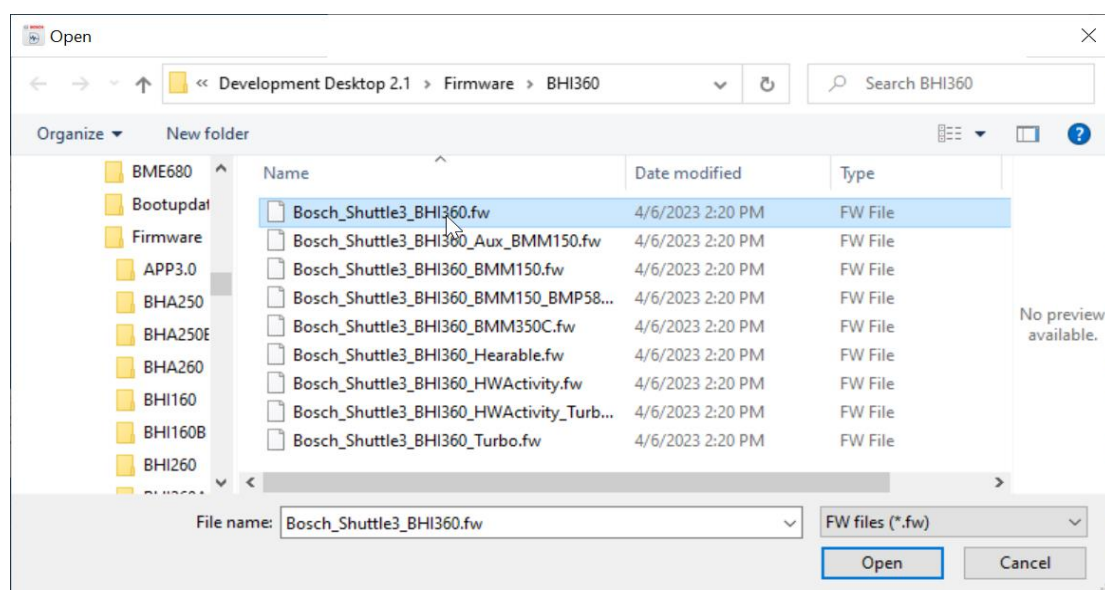 Open
« Development Desktop 2.1 › Firmware › BHI360
Search BHI360
Organize
New folder
Name
Date modified
Type
BME680
Bootupdat
Firmware
APP3.0
BHA250
BHA250E
BHA260
BHI160
BHI160B
BHI260
Bosch_Shuttle3_BHI360.fw 4/6/2023 2:20 PM FW File
Bosch_Shuttle3_BHI360_Aux_BMM150.fw 4/6/2023 2:20 PM FW File
Bosch_Shuttle3_BHI360_BMM150.fw 4/6/2023 2:20 PM FW File
Bosch_Shuttle3_BHI360_BMM150_BMP58... 4/6/2023 2:20 PM FW File
Bosch_Shuttle3_BHI360_BMM350C.fw 4/6/2023 2:20 PM FW File
Bosch_Shuttle3_BHI360_Hearable.fw 4/6/2023 2:20 PM FW File
Bosch_Shuttle3_BHI360_HWActivity.fw 4/6/2023 2:20 PM FW File
Bosch_Shuttle3_BHI360_HWActivity_Turb... 4/6/2023 2:20 PM FW File
Bosch_Shuttle3_BHI360_Turbo.fw 4/6/2023 2:20 PM FW File
No preview
available.
File name: Bosch_Shuttle3_BHI360.fw
FW files (*.fw)
Open
Cancel